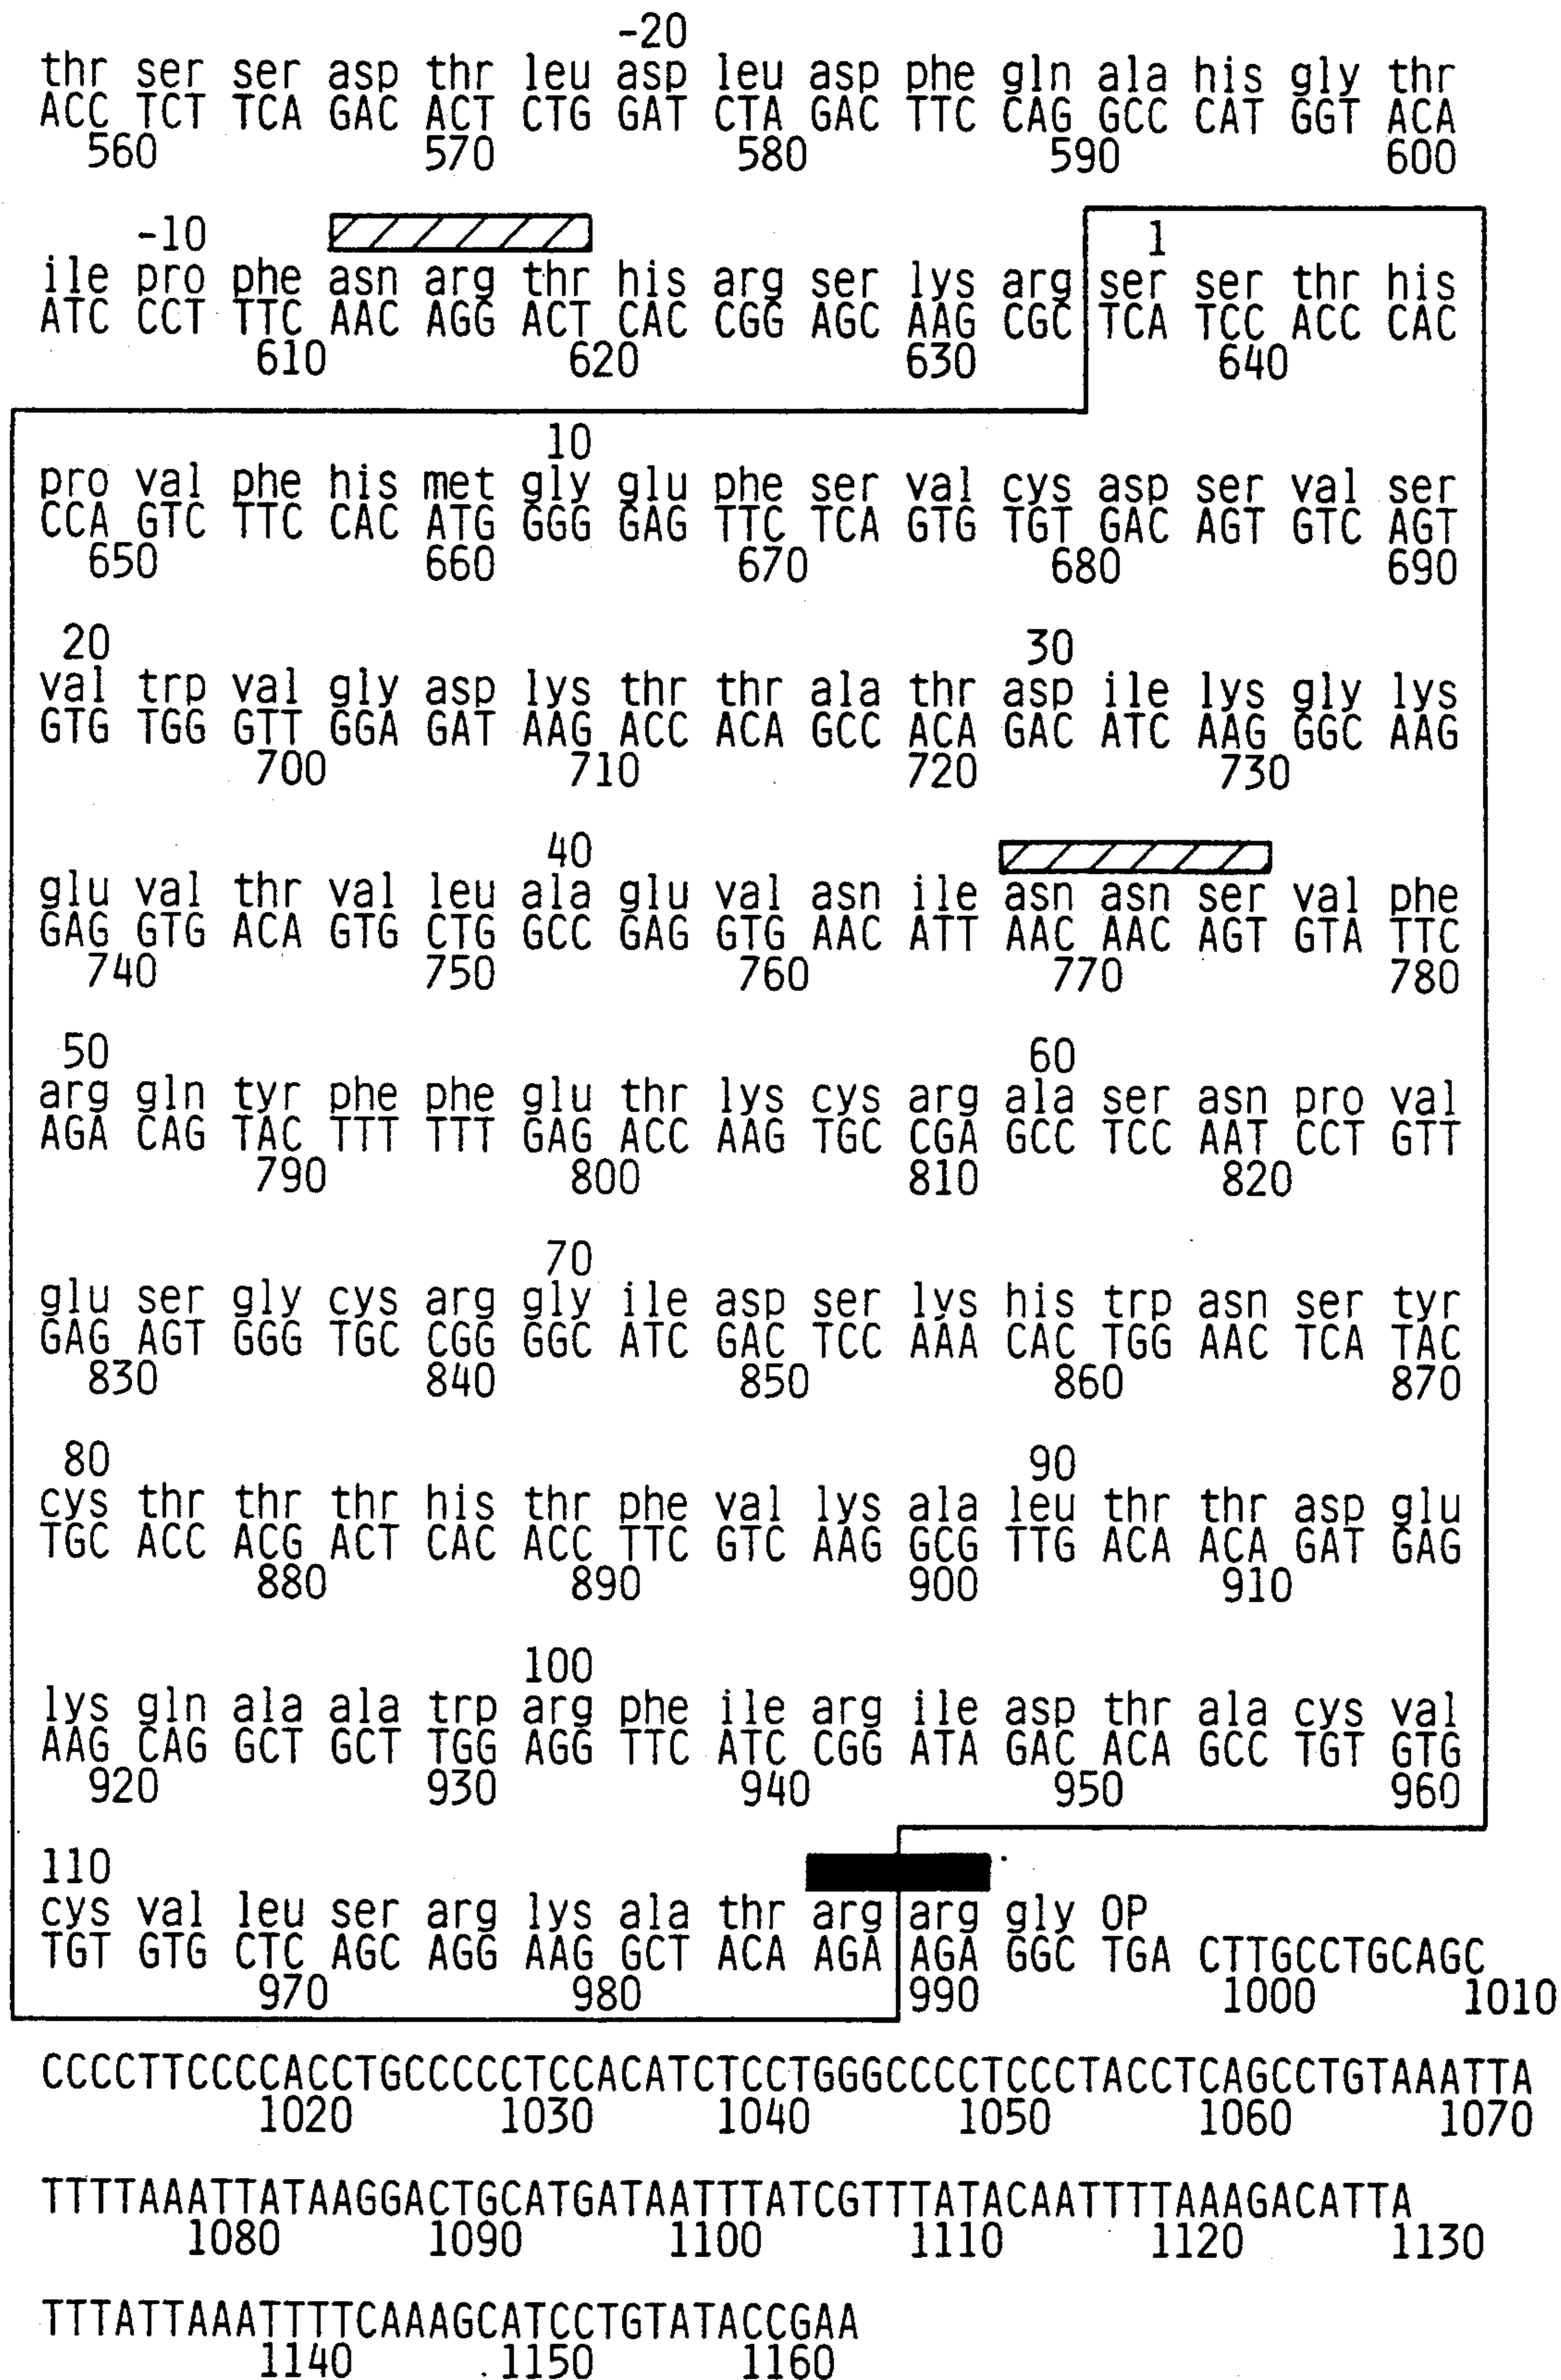 -20
thr ser ser asp thr leu asp leu asp phe gln ala his gly thr
ACC TCT TCA GAC ACT CTG GAT CTA GAC TTC CAG GCC CAT GGT ACA
560 570 580 590 600
-10 1
ile pro phe asn arg thr his arg ser lys arg ser ser thr his
ATC CCT TTC AAC AGG ACT CAC CGG AGC AAG CGC TCA TCC ACC CAC
610 620 630 640
10
pro val phe his met gly glu phe ser val cys asp ser val ser
CCA GTC TTC CAC ATG GGG GAG TTC TCA GTG TGT GAC AGT GTC AGT
650 660 670 680 690
20 30
val trp val gly asp lys thr thr ala thr asp ile lys gly lys
GTG TGG GTT GGA GAT AAG ACC ACA GCC ACA GAC ATC AAG GGC AAG
700 710 720 730
40
glu val thr val leu ala glu val asn ile asn asn ser val phe
GAG GTG ACA GTG CTG GCC GAG GTG AAC ATT AAC AAC AGT GTA TTC
740 750 760 770 780
50 60
arg gln tyr phe phe glu thr lys cys arg ala ser asn pro val
AGA CAG TAC TTT TTT GAG ACC AAG TGC CGA GCC TCC AAT CCT GTT
790 800 810 820
70
glu ser gly cys arg gly ile asp ser lys his trp asn ser tyr
GAG AGT GGG TGC CGG GGC ATC GAC TCC AAA CAC TGG AAC TCA TAC
830 840 850 860 870
80 90
cys thr thr thr his thr phe val lys ala leu thr thr asp glu
TGC ACC ACG ACT CAC ACC TTC GTC AAG GCG TTG ACA ACA GAT GAG
880 890 900 910
100
lys gln ala ala trp arg phe ile arg ile asp thr ala cys val
AAG CAG GCT GCT TGG AGG TTC ATC CGG ATA GAC ACA GCC TGT GTG
920 930 940 950 960
110
cys val leu ser arg lys ala thr arg arg gly OP
TGT GTG CTC AGC AGG AAG GCT ACA AGA AGA GGC TGA CTTGCCTGCAGC
970 980 990 1000 1010
CCCCTTCCCCACCTGCCCCCTCCACATCTCCTGGGCCCCTCCCTACCTCAGCCTGTAAATTA
1020 1030 1040 1050 1060 1070
TTTTAAATTATAAGGACTGCATGATAATTTATCGTTTATACAATTTTAAAGACATTA
1080 1090 1100 1110 1120 1130
TTTATTAAATTTTCAAAGCATCCTGTATACCGAA
1140 1150 1160